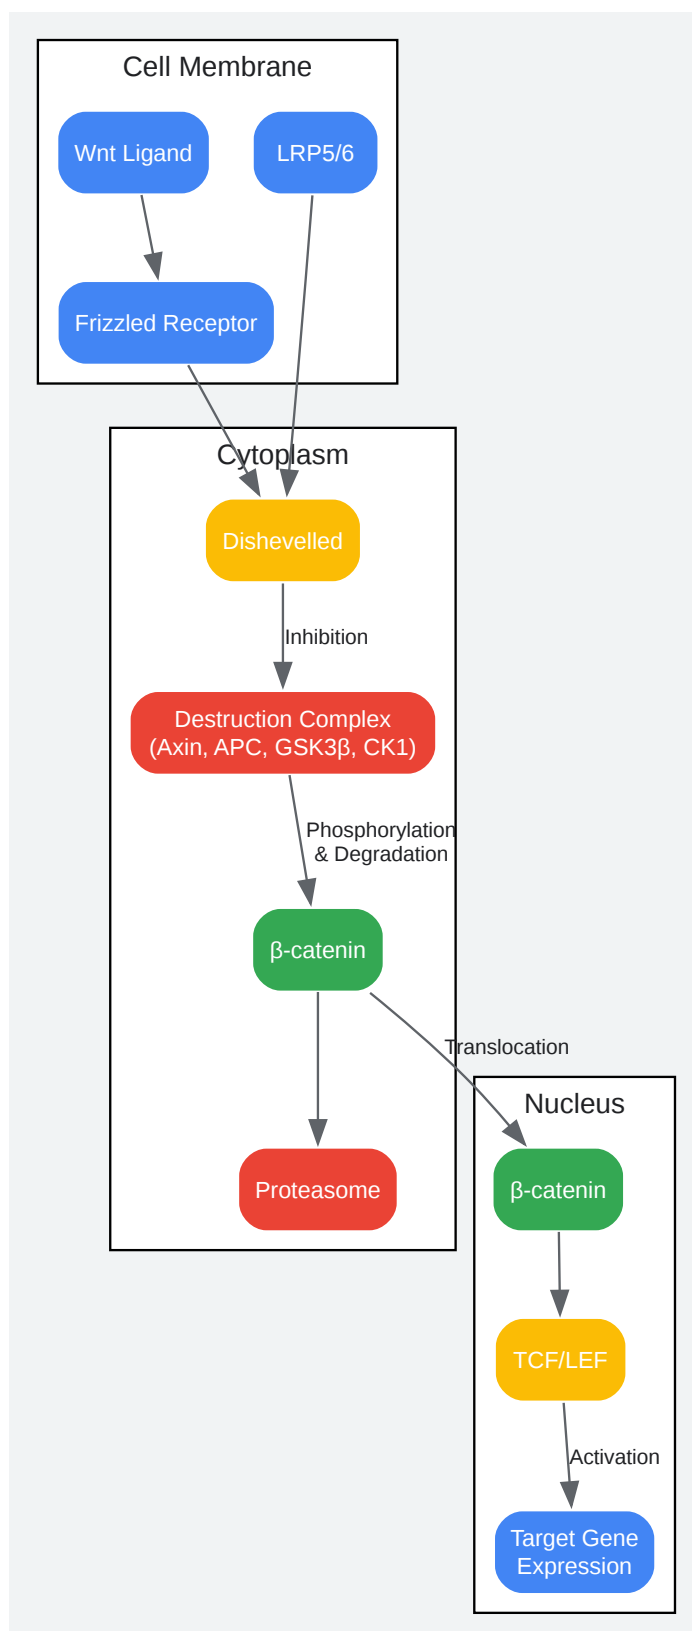 Cell Membrane
Wnt Ligand
LRP5/6
Frizzled Receptor
Cytoplasm
Dishevelled
Inhibition
Destruction Complex
(Axin, APC, GSK3β, CK1)
Phosphorylation
& Degradation
β-catenin
Translocation
Nucleus
Proteasome
β-catenin
TCF/LEF
Activation
Target Gene
Expression